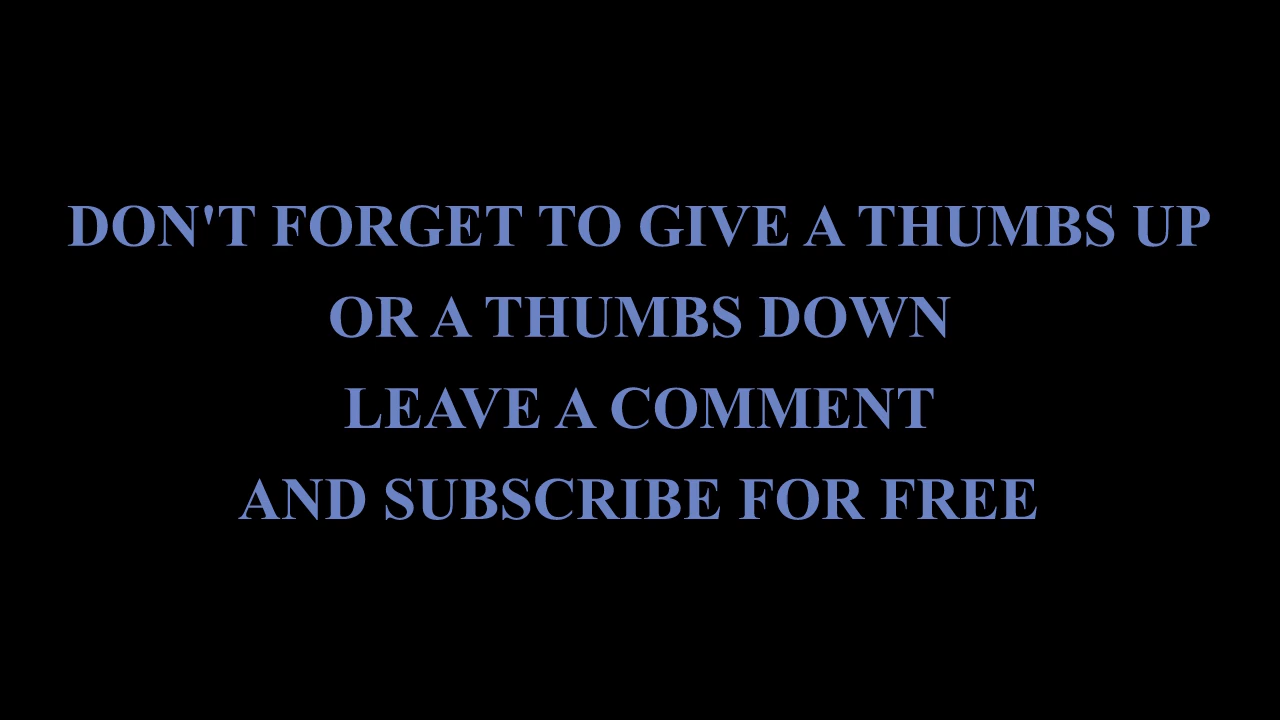 DON'T FORGET TO GIVE A THUMBS UP
OR A THUMBS DOWN
LEAVE A COMMENT
AND SUBSCRIBE FOR FREE